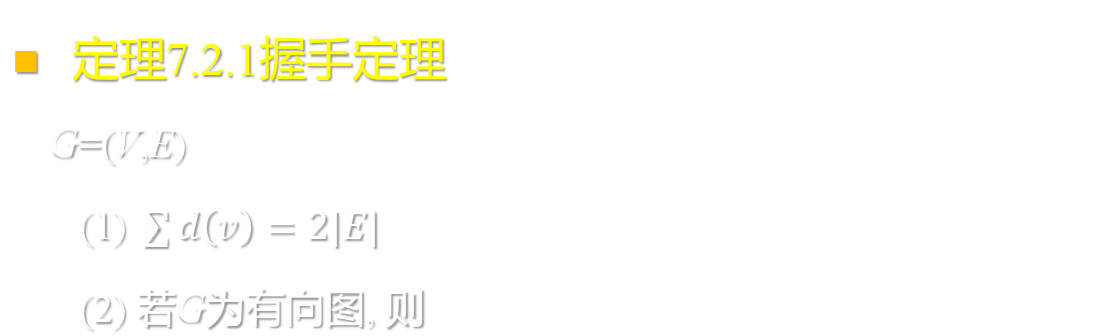 定理7.2.1握手定理
G=(V,E)
(1) ∑d(v) = 2|E|
(2) 若G为有向图, 则